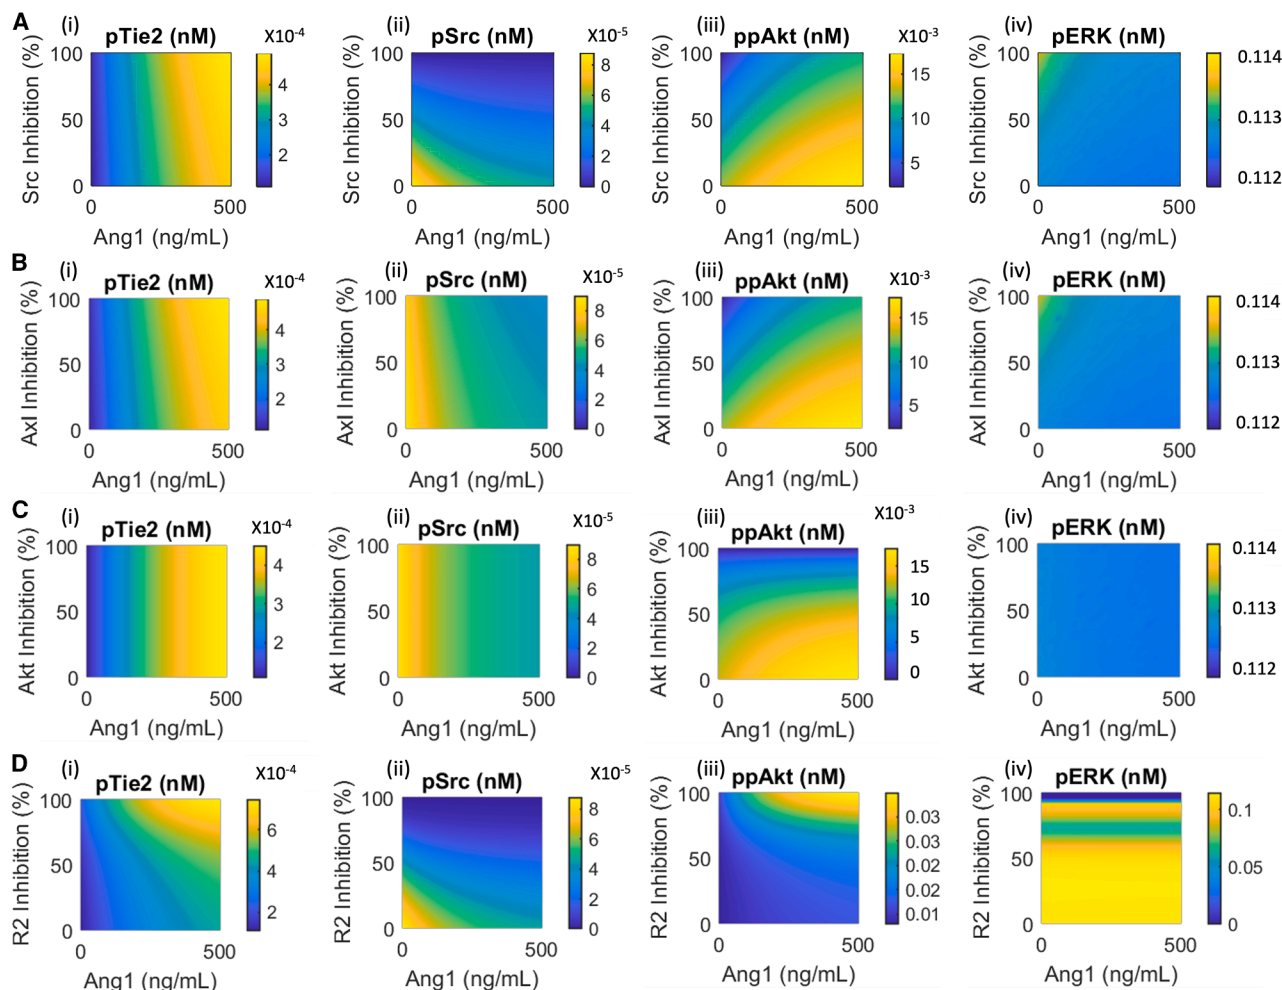 A
(i)
pTie2 (nM)
X10-4
Src Inhibition (%)
100
50
0
0
500
Ang1 (ng/mL)
4
3
2
(ii)
pSrc (nM)
X10-5
Src Inhibition (%)
100
50
0
0
500
Ang1 (ng/mL)
8
6
4
2
0
(iii)
ppAkt (nM)
X10-3
Src Inhibition (%)
100
50
0
0
500
Ang1 (ng/mL)
15
10
5
(iv)
pERK (nM)
Src Inhibition (%)
100
50
0
0
500
Ang1 (ng/mL)
0.114
0.113
0.112
B
(i)
pTie2 (nM)
X10-4
Axl Inhibition (%)
100
50
0
0
500
Ang1 (ng/mL)
4
3
2
(ii)
pSrc (nM)
X10-5
Axl Inhibition (%)
100
50
0
0
500
Ang1 (ng/mL)
8
6
4
2
0
(iii)
ppAkt (nM)
X10-3
Axl Inhibition (%)
100
50
0
0
500
Ang1 (ng/mL)
15
10
5
(iv)
pERK (nM)
Axl Inhibition (%)
100
50
0
0
500
Ang1 (ng/mL)
0.114
0.113
0.112
C
(i)
pTie2 (nM)
X10-4
Akt Inhibition (%)
100
50
0
0
500
Ang1 (ng/mL)
4
3
2
(ii)
pSrc (nM)
X10-5
Akt Inhibition (%)
100
50
0
0
500
Ang1 (ng/mL)
8
6
4
2
0
(iii)
ppAkt (nM)
X10-3
Akt Inhibition (%)
100
50
0
0
500
Ang1 (ng/mL)
15
10
5
0
(iv)
pERK (nM)
Akt Inhibition (%)
100
50
0
0
500
Ang1 (ng/mL)
0.114
0.113
0.112
D
(i)
pTie2 (nM)
X10-4
R2 Inhibition (%)
100
50
0
0
500
Ang1 (ng/mL)
6
4
2
(ii)
pSrc (nM)
X10-5
R2 Inhibition (%)
100
50
0
0
500
Ang1 (ng/mL)
8
6
4
2
0
(iii)
ppAkt (nM)
R2 Inhibition (%)
100
50
0
0
500
Ang1 (ng/mL)
0.03
0.03
0.02
0.02
0.01
(iv)
pERK (nM)
R2 Inhibition (%)
100
50
0
0
500
Ang1 (ng/mL)
0.1
0.05
0